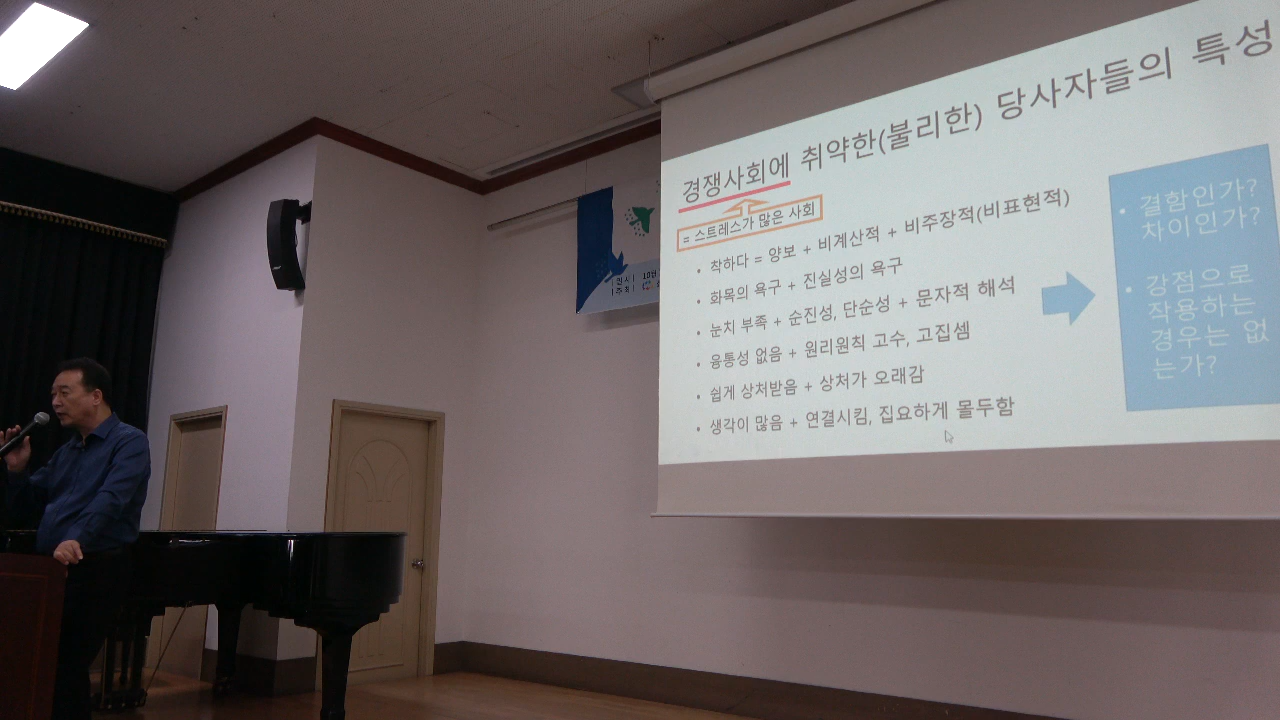 경쟁사회에 취약한(불리한) 당사자들의 특성
= 스트레스가 많은 사회
• 착하다 = 양보 + 비계산적 + 비주장적(비표현적)
• 화목의 욕구 + 진실성의 욕구
• 눈치 부족 + 순진성, 단순성 + 문자적 해석
• 융통성 없음 + 원리원칙 고수, 고집셈
• 쉽게 상처받음 + 상처가 오래감
• 생각이 많음 + 연결시킴, 집요하게 몰두함
• 결함인가?
차이인가?
• 강점으로
작용하는
경우는 없
는가?